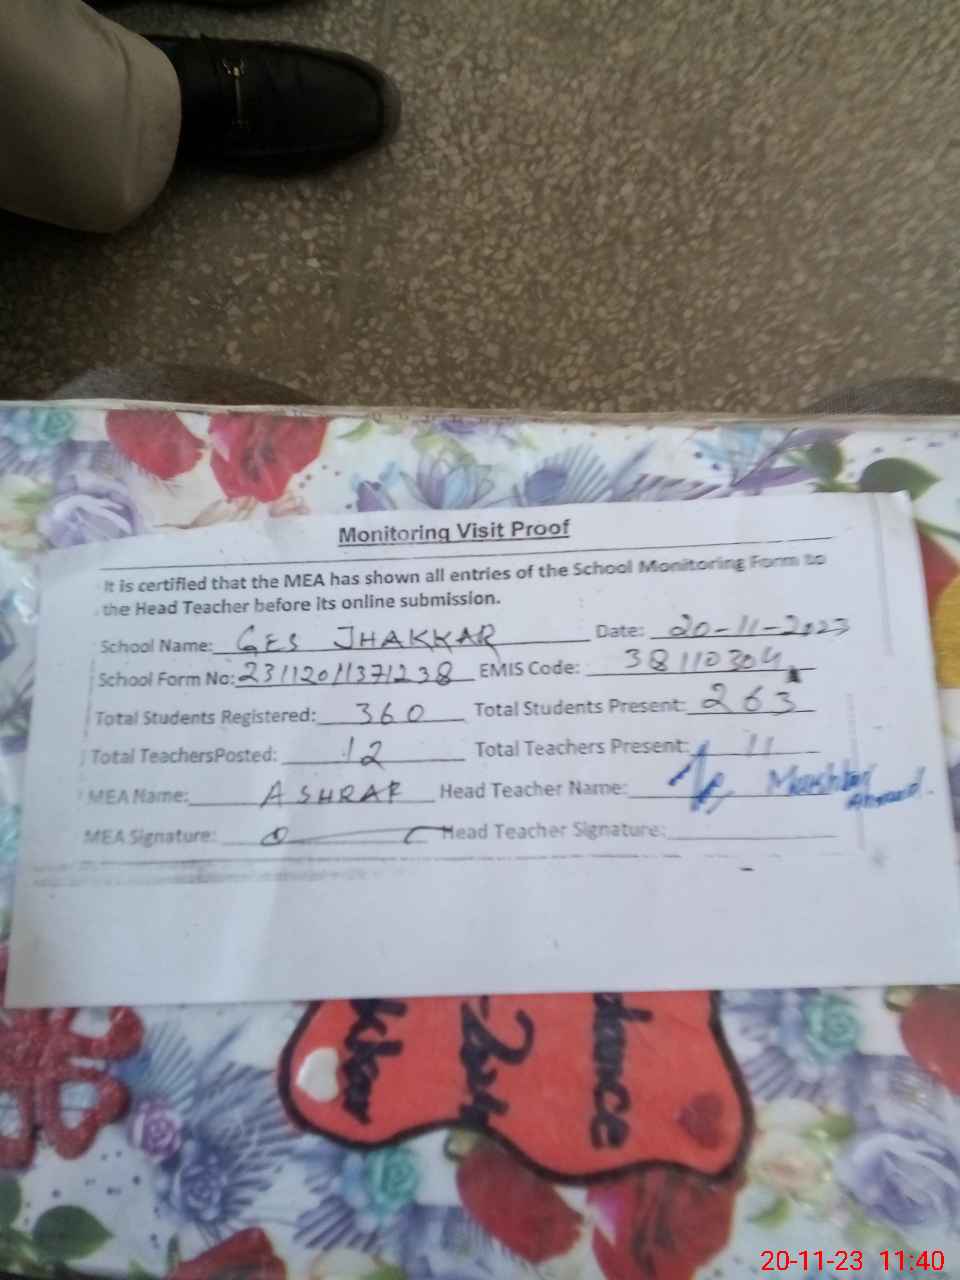 Monitoring Visit Proof
It is certified that the MEA has shown all entries of the School Monitoring Form to
the Head Teacher before its online submission.
School Name: GES JHAKKAR Date: 20-11-2023
School Form No: 23112011371238 EMIS Code: 38110304
Total Students Registered: 360 Total Students Present: 263
Total TeachersPosted: 12 Total Teachers Present: 11
MEA Name: ASHRAF Head Teacher Name: Ahmad.
MEA Signature: Head Teacher Signature:
20-11-23 11:40